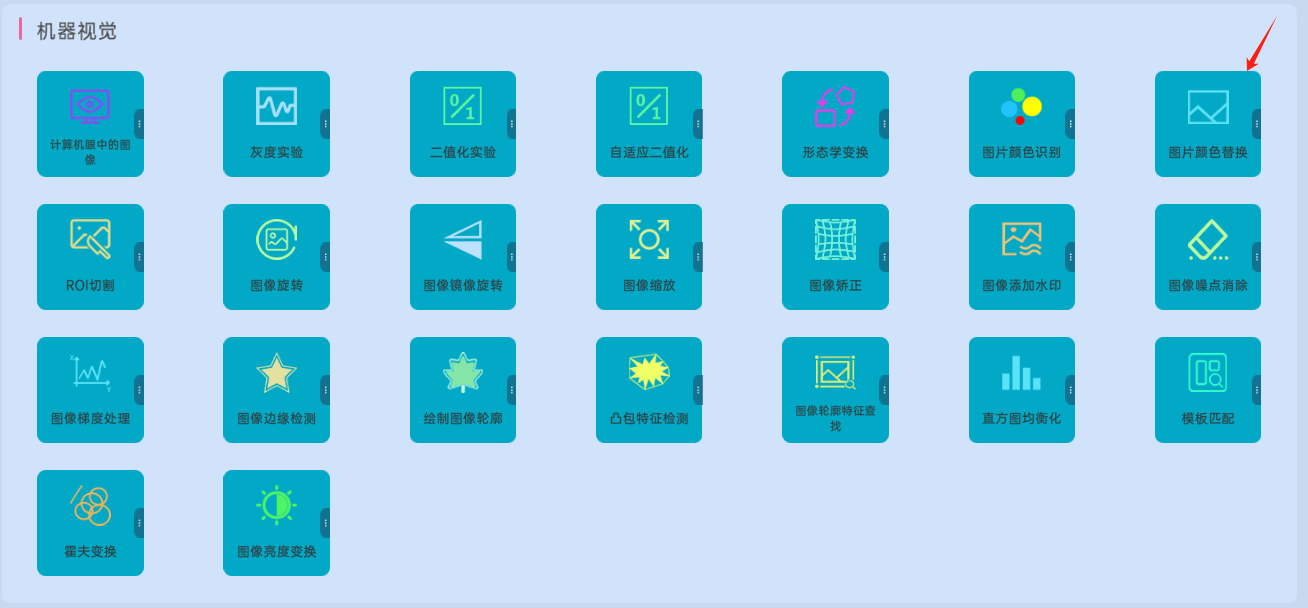 机器视觉
计算机眼中的图
像
灰度实验
二值化实验
自适应二值化
形态学变换
图片颜色识别
图片颜色替换
ROI切割
图像旋转
图像镜像旋转
图像缩放
图像矫正
图像添加水印
图像噪点消除
图像梯度处理
图像边缘检测
绘制图像轮廓
凸包特征检测
图像轮廓特征查
找
直方图均衡化
模板匹配
霍夫变换
图像亮度变换